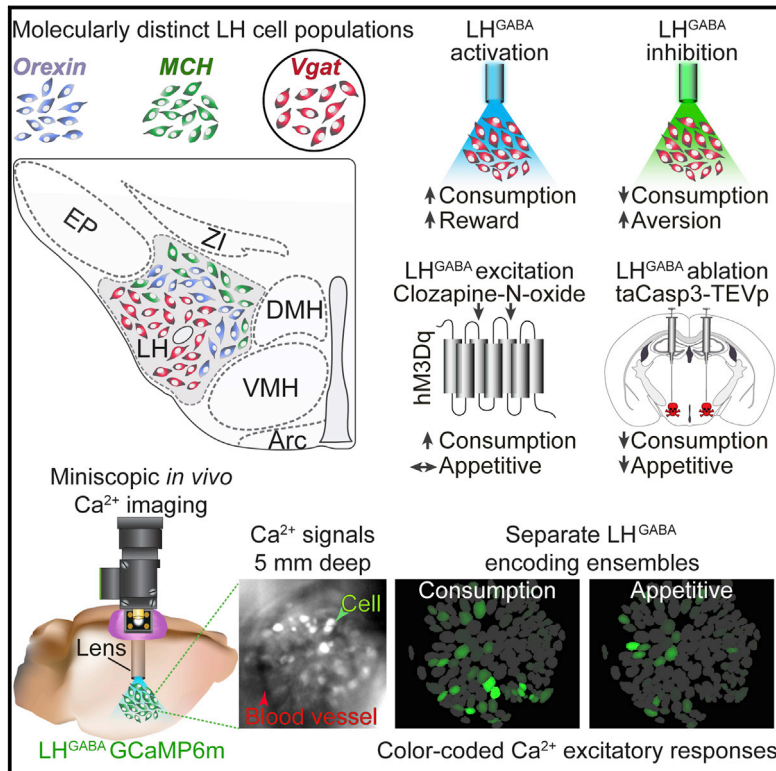 Molecularly distinct LH cell populations
Orexin
MCH
Vgat
EP
ZI
LH
DMH
VMH
Arc
LHᴳᴬᴮᴬ
activation
↑Consumption
↑Reward
LHᴳᴬᴮᴬ
inhibition
↓Consumption
↑Aversion
LHᴳᴬᴮᴬ excitation
Clozapine-N-oxide
hM3Dq
↑Consumption
↔Appetitive
LHᴳᴬᴮᴬ ablation
taCasp3-TEVp
↓Consumption
↓Appetitive
Miniscopic in vivo
Ca²⁺ imaging
Lens
LHᴳᴬᴮᴬ GCaMP6m
Ca²⁺ signals
5 mm deep
Cell
Blood vessel
Separate LHᴳᴬᴮᴬ
encoding ensembles
Consumption
Appetitive
Color-coded Ca²⁺ excitatory responses